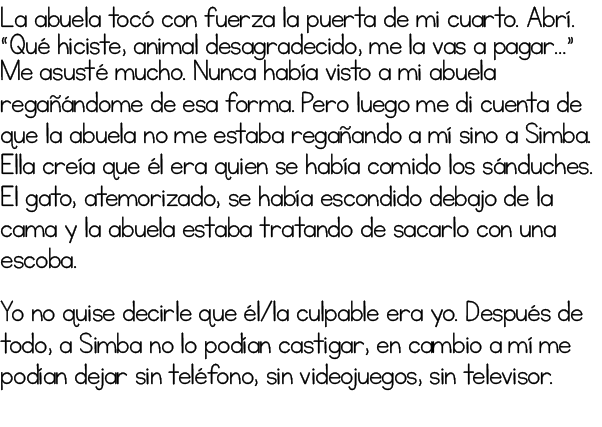 La abuela tocó con fuerza la puerta de mi cuarto. Abrí.
“Qué hiciste, animal desagradecido, me la vas a pagar...”
Me asusté mucho. Nunca había visto a mi abuela
regañándome de esa forma. Pero luego me di cuenta de
que la abuela no me estaba regañando a mí sino a Simba.
Ella creía que él era quien se había comido los sánduches.
El gato, atemorizado, se había escondido debajo de la
cama y la abuela estaba tratando de sacarlo con una
escoba.
Yo no quise decirle que él/la culpable era yo. Después de
todo, a Simba no lo podían castigar, en cambio a mí me
podían dejar sin teléfono, sin videojuegos, sin televisor.